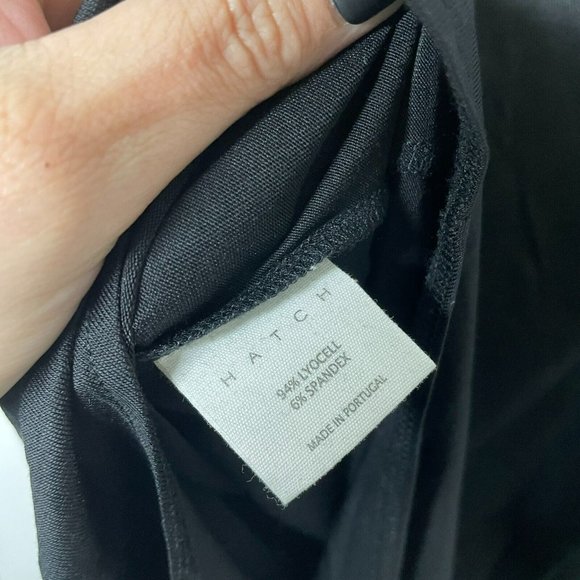 HATCH
94% LYOCELL
6% SPANDEX
MADE IN PORTUGAL